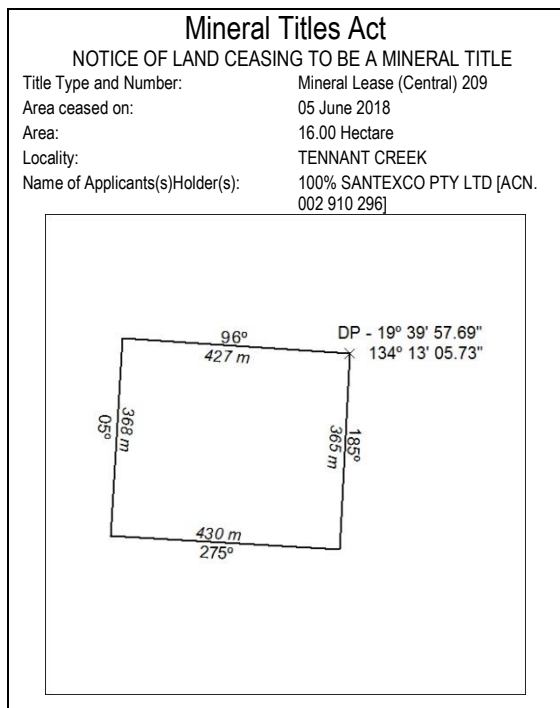 Mineral Titles Act
NOTICE OF LAND CEASING TO BE A MINERAL TITLE
Title Type and Number: Mineral Lease (Central) 209
Area ceased on: 05 June 2018
Area: 16.00 Hectare
Locality: TENNANT CREEK
Name of Applicants(s)Holder(s): 100% SANTEXCO PTY LTD [ACN.
002 910 296]
96º
427 m
DP - 19º 39' 57.69"
134º 13' 05.73"
05º
368 m
365 m
185º
430 m
275º